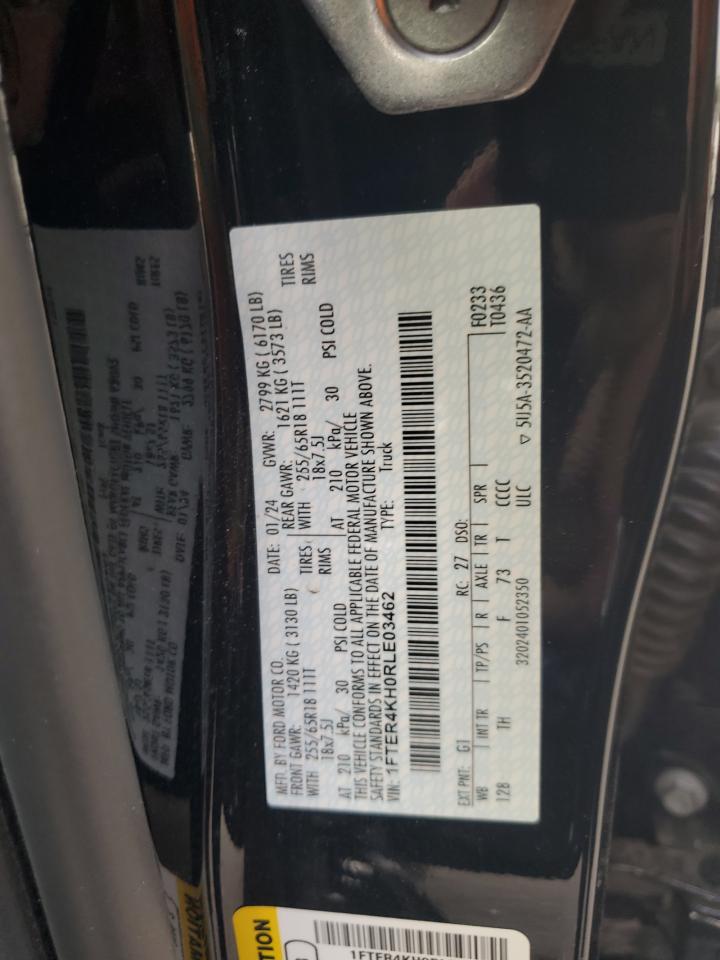 MFD. BY FORD MOTOR CO.
DATE: 01/24 GVWR: 2799 KG ( 6170 LB)
FRONT GAWR: 1420 KG ( 3130 LB) REAR GAWR: 1621 KG ( 3573 LB)
WITH 255/65R18 111T TIRES WITH 255/65R18 111T TIRES
18x7.5J RIMS 18x7.5J RIMS
AT 210 kPa/ 30 PSI COLD AT 210 kPa/ 30 PSI COLD
THIS VEHICLE CONFORMS TO ALL APPLICABLE FEDERAL MOTOR VEHICLE
SAFETY STANDARDS IN EFFECT ON THE DATE OF MANUFACTURE SHOWN ABOVE.
VIN: 1FTER4KH0RLE03462 TYPE: Truck
F0233
EXT PNT: G1 RC: 27 DSO: T0436
WB INT TR TP/PS R AXLE TR SPR
128 TH F 73 T CCCC
3202401052350 ULC ▽ 5U5A-3520472-AA